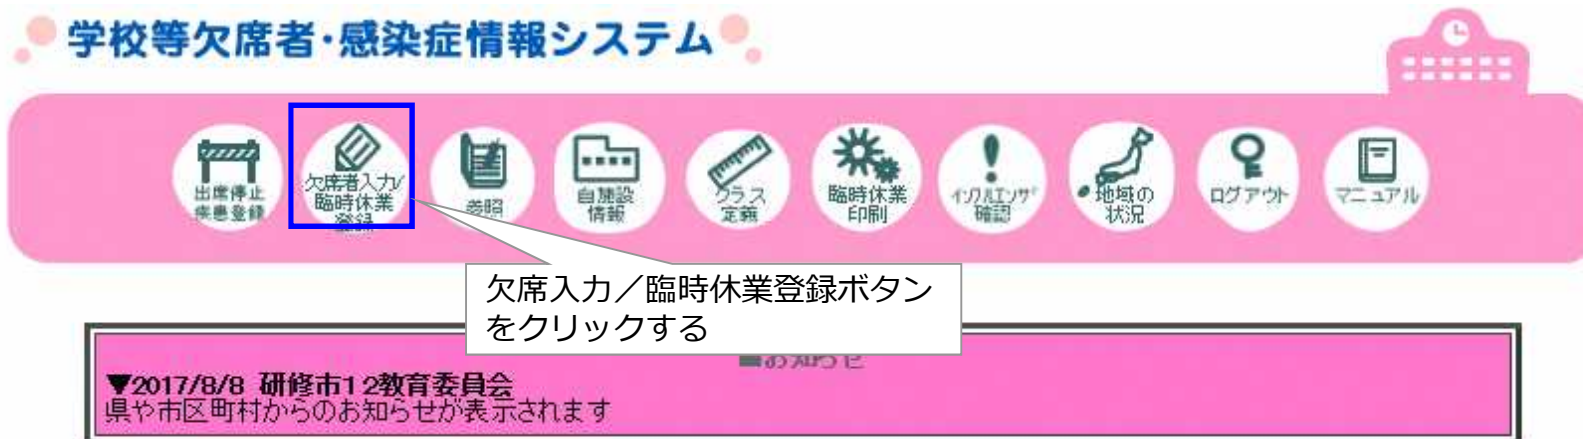 学校等欠席者・感染症情報システム
出席停止
疾患登録
欠席者入力/
臨時休業
登録
参照
自施設
情報
クラス
定義
臨時休業
印刷
インフルエンザ
確認
地域の
状況
ログアウト
マニュアル
欠席入力／臨時休業登録ボタン
をクリックする
■お知らせ
▼2017/8/8 研修市12教育委員会
県や市区町村からのお知らせが表示されます